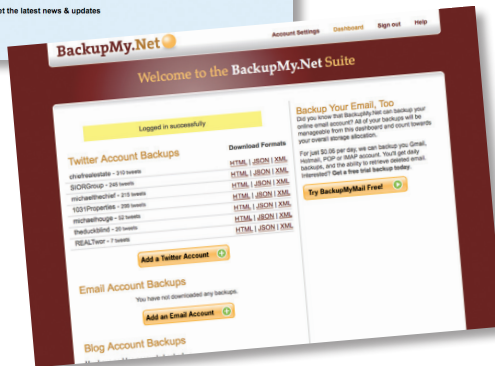 et the latest news & updates
BackupMy.Net
Account Settings Dashboard Sign out Help
Welcome to the BackupMy.Net Suite
Logged in successfully
Twitter Account Backups
Download Formats
chiefrealestate - 310 tweets
HTML | JSON | XML
SIORGroup - 248 tweets
HTML | JSON | XML
michaelthechief - 215 tweets
HTML | JSON | XML
1031Properties - 299 tweets
HTML | JSON | XML
michaelhouge - 52 tweets
HTML | JSON | XML
theduckblind - 20 tweets
HTML | JSON | XML
REALTwor - 7 tweets
HTML | JSON | XML
Add a Twitter Account
Email Account Backups
You have not downloaded any backups.
Add an Email Account
Blog Account Backups
Backup Your Email, Too
Did you know that BackupMy.Net can backup your
online email account? All of your backups will be
manageable from this dashboard and count towards
your overall storage allocation.
For just $0.06 per day, we can backup you Gmail,
Hotmail, POP or IMAP account. You'll get daily
backups, and the ability to retrieve deleted email.
Interested? Get a free trial backup today.
Try BackupMyMail Free!